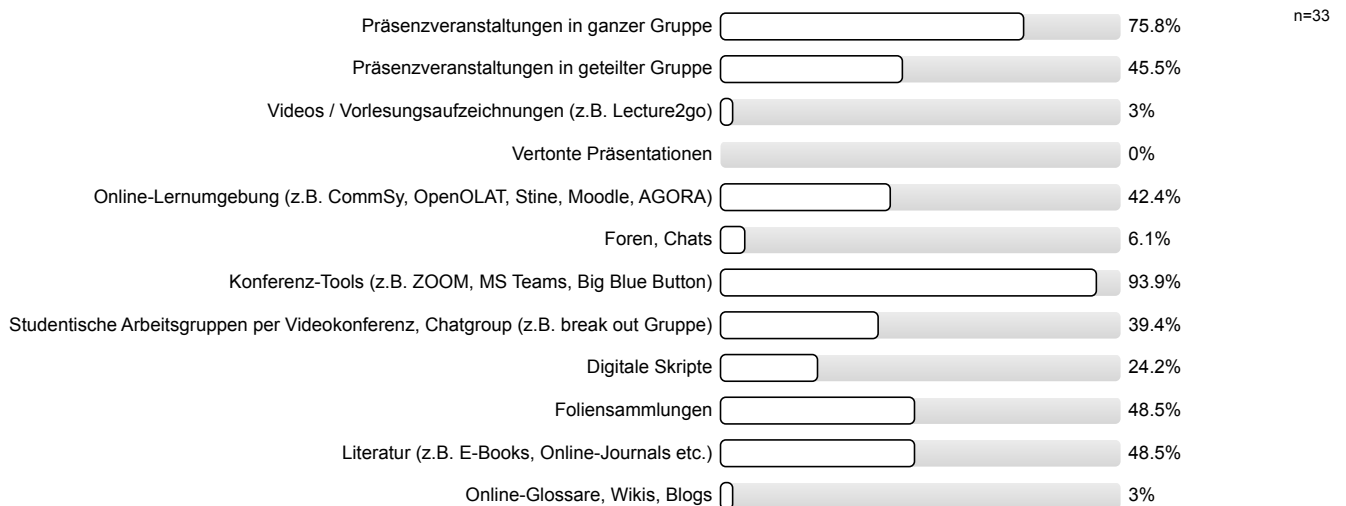 Präsenzveranstaltungen in ganzer Gruppe 75.8% n=33
Präsenzveranstaltungen in geteilter Gruppe 45.5%
Videos / Vorlesungsaufzeichnungen (z.B. Lecture2go) 3%
Vertonte Präsentationen 0%
Online-Lernumgebung (z.B. CommSy, OpenOLAT, Stine, Moodle, AGORA) 42.4%
Foren, Chats 6.1%
Konferenz-Tools (z.B. ZOOM, MS Teams, Big Blue Button) 93.9%
Studentische Arbeitsgruppen per Videokonferenz, Chatgroup (z.B. break out Gruppe) 39.4%
Digitale Skripte 24.2%
Foliensammlungen 48.5%
Literatur (z.B. E-Books, Online-Journals etc.) 48.5%
Online-Glossare, Wikis, Blogs 3%